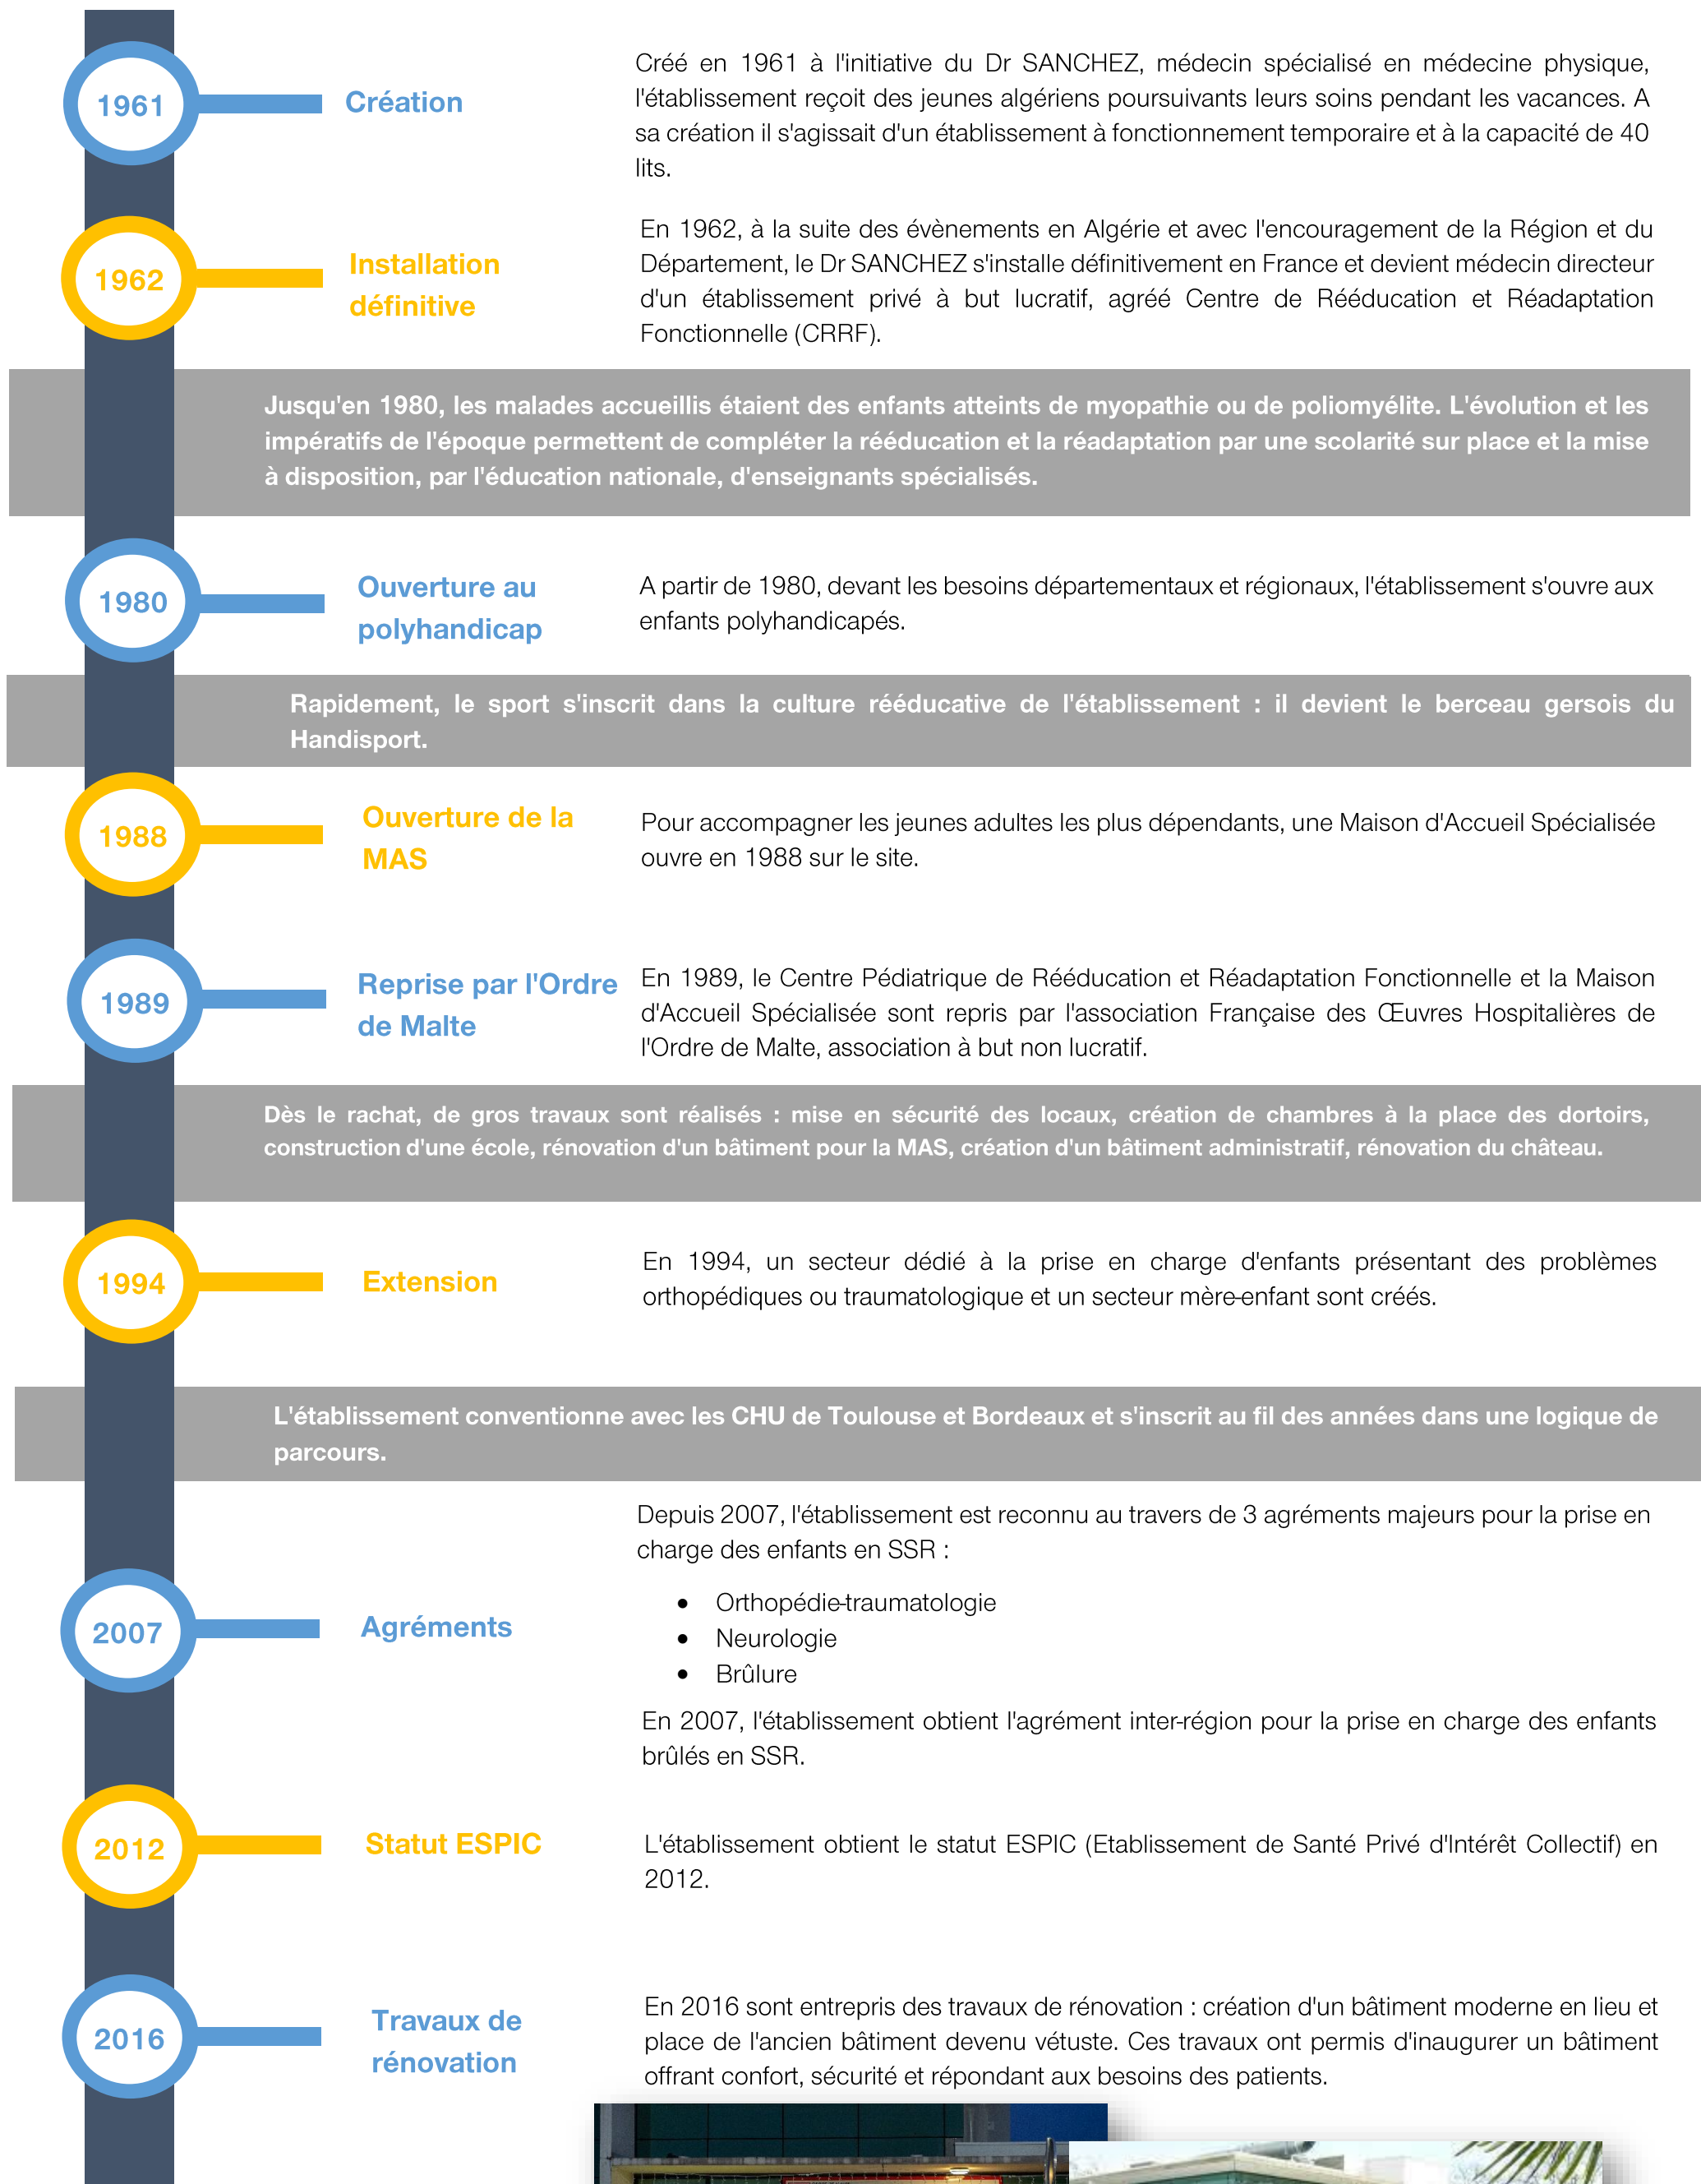 1961
Création
Créé en 1961 à l'initiative du Dr SANCHEZ, médecin spécialisé en médecine physique,
l'établissement reçoit des jeunes algériens poursuivants leurs soins pendant les vacances. A
sa création il s'agissait d'un établissement à fonctionnement temporaire et à la capacité de 40
lits.
1962
Installation
définitive
En 1962, à la suite des évènements en Algérie et avec l'encouragement de la Région et du
Département, le Dr SANCHEZ s'installe définitivement en France et devient médecin directeur
d'un établissement privé à but lucratif, agréé Centre de Rééducation et Réadaptation
Fonctionnelle (CRRF).
Jusqu'en 1980, les malades accueillis étaient des enfants atteints de myopathie ou de poliomyélite. L'évolution et les
impératifs de l'époque permettent de compléter la rééducation et la réadaptation par une scolarité sur place et la mise
à disposition, par l'éducation nationale, d'enseignants spécialisés.
1980
Ouverture au
polyhandicap
A partir de 1980, devant les besoins départementaux et régionaux, l'établissement s'ouvre aux
enfants polyhandicapés.
Rapidement, le sport s'inscrit dans la culture rééducative de l'établissement : il devient le berceau gersois du
Handisport.
1988
Ouverture de la
MAS
Pour accompagner les jeunes adultes les plus dépendants, une Maison d'Accueil Spécialisée
ouvre en 1988 sur le site.
1989
Reprise par l'Ordre
de Malte
En 1989, le Centre Pédiatrique de Rééducation et Réadaptation Fonctionnelle et la Maison
d'Accueil Spécialisée sont repris par l'association Française des Œuvres Hospitalières de
l'Ordre de Malte, association à but non lucratif.
Dès le rachat, de gros travaux sont réalisés : mise en sécurité des locaux, création de chambres à la place des dortoirs,
construction d'une école, rénovation d'un bâtiment pour la MAS, création d'un bâtiment administratif, rénovation du château.
1994
Extension
En 1994, un secteur dédié à la prise en charge d'enfants présentant des problèmes
orthopédiques ou traumatologique et un secteur mère-enfant sont créés.
L'établissement conventionne avec les CHU de Toulouse et Bordeaux et s'inscrit au fil des années dans une logique de
parcours.
2007
Agréments
Depuis 2007, l'établissement est reconnu au travers de 3 agréments majeurs pour la prise en
charge des enfants en SSR :
• Orthopédie-traumatologie
• Neurologie
• Brûlure
En 2007, l'établissement obtient l'agrément inter-région pour la prise en charge des enfants
brûlés en SSR.
2012
Statut ESPIC
L'établissement obtient le statut ESPIC (Etablissement de Santé Privé d'Intérêt Collectif) en
2012.
2016
Travaux de
rénovation
En 2016 sont entrepris des travaux de rénovation : création d'un bâtiment moderne en lieu et
place de l'ancien bâtiment devenu vétuste. Ces travaux ont permis d'inaugurer un bâtiment
offrant confort, sécurité et répondant aux besoins des patients.